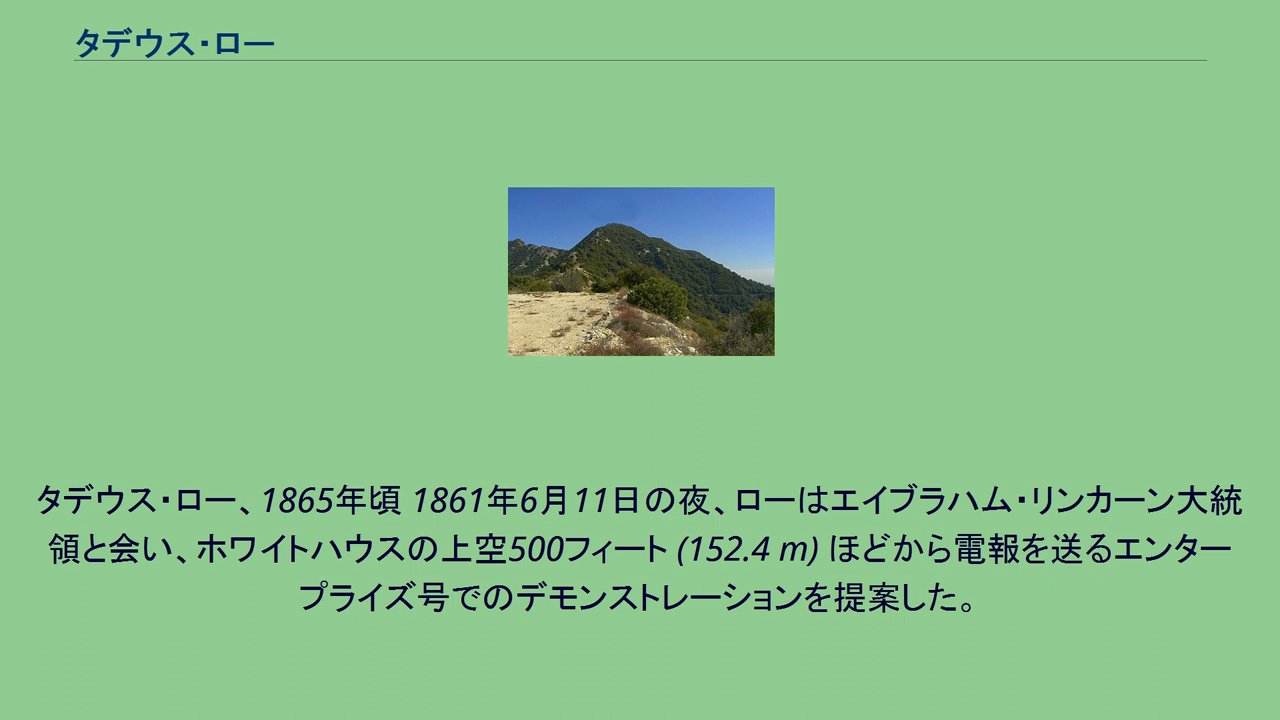 タデウス・ロー
タデウス・ロー、1865年頃 1861年6月11日の夜、ローはエイブラハム・リンカーン大統
領と会い、ホワイトハウスの上空500フィート (152.4 m) ほどから電報を送るエンター
プライズ号でのデモンストレーションを提案した。